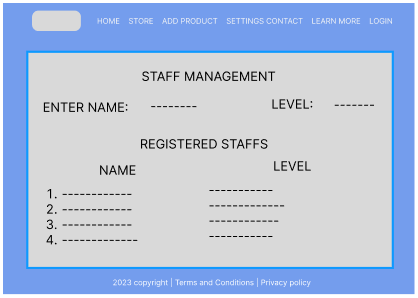 HOME STORE ADD PRODUCT SETTINGS CONTACT LEARN MORE LOGIN
STAFF MANAGEMENT
ENTER NAME: -------- LEVEL: -------
REGISTERED STAFFS
NAME LEVEL
1. ------------ -----------
2. ------------ -------------
3. ------------ ------------
4. ------------- -----------
2023 copyright | Terms and Conditions | Privacy policy